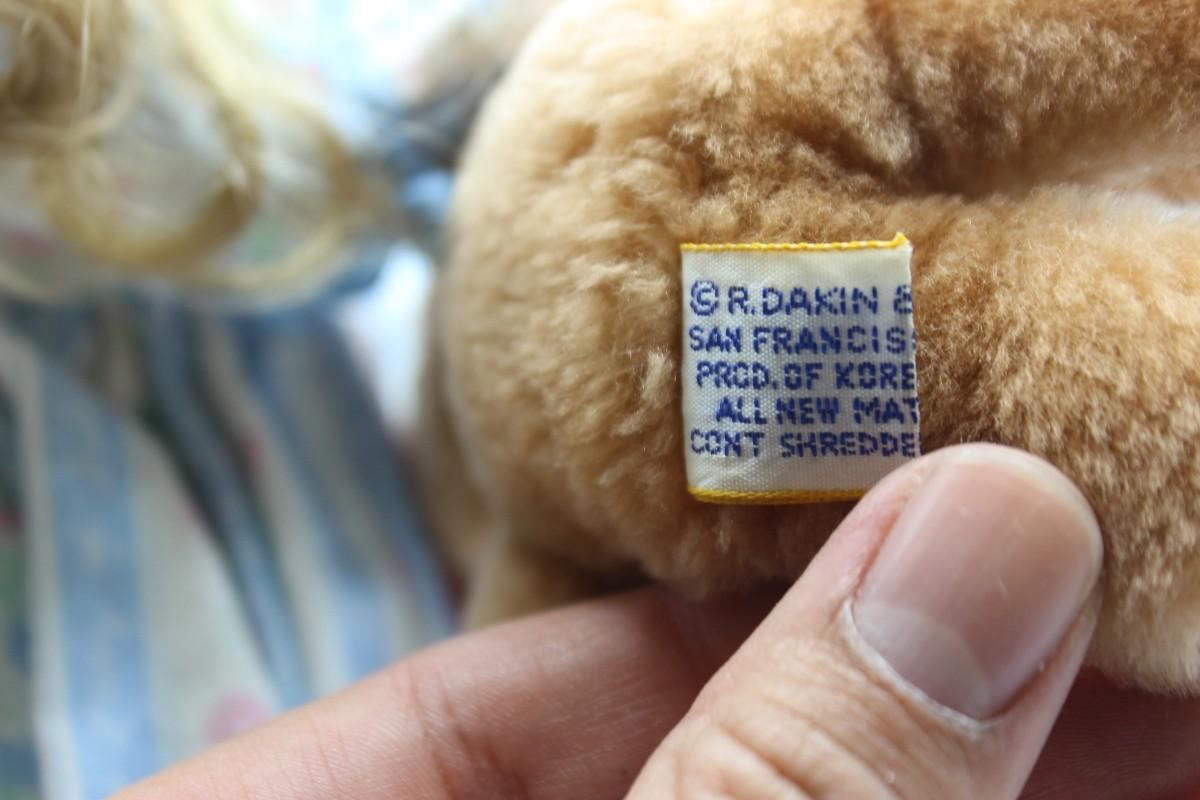 © R. DAKIN &
SAN FRANCIS
PROD. OF KORE
ALL NEW MAT
CONT SHREDDE